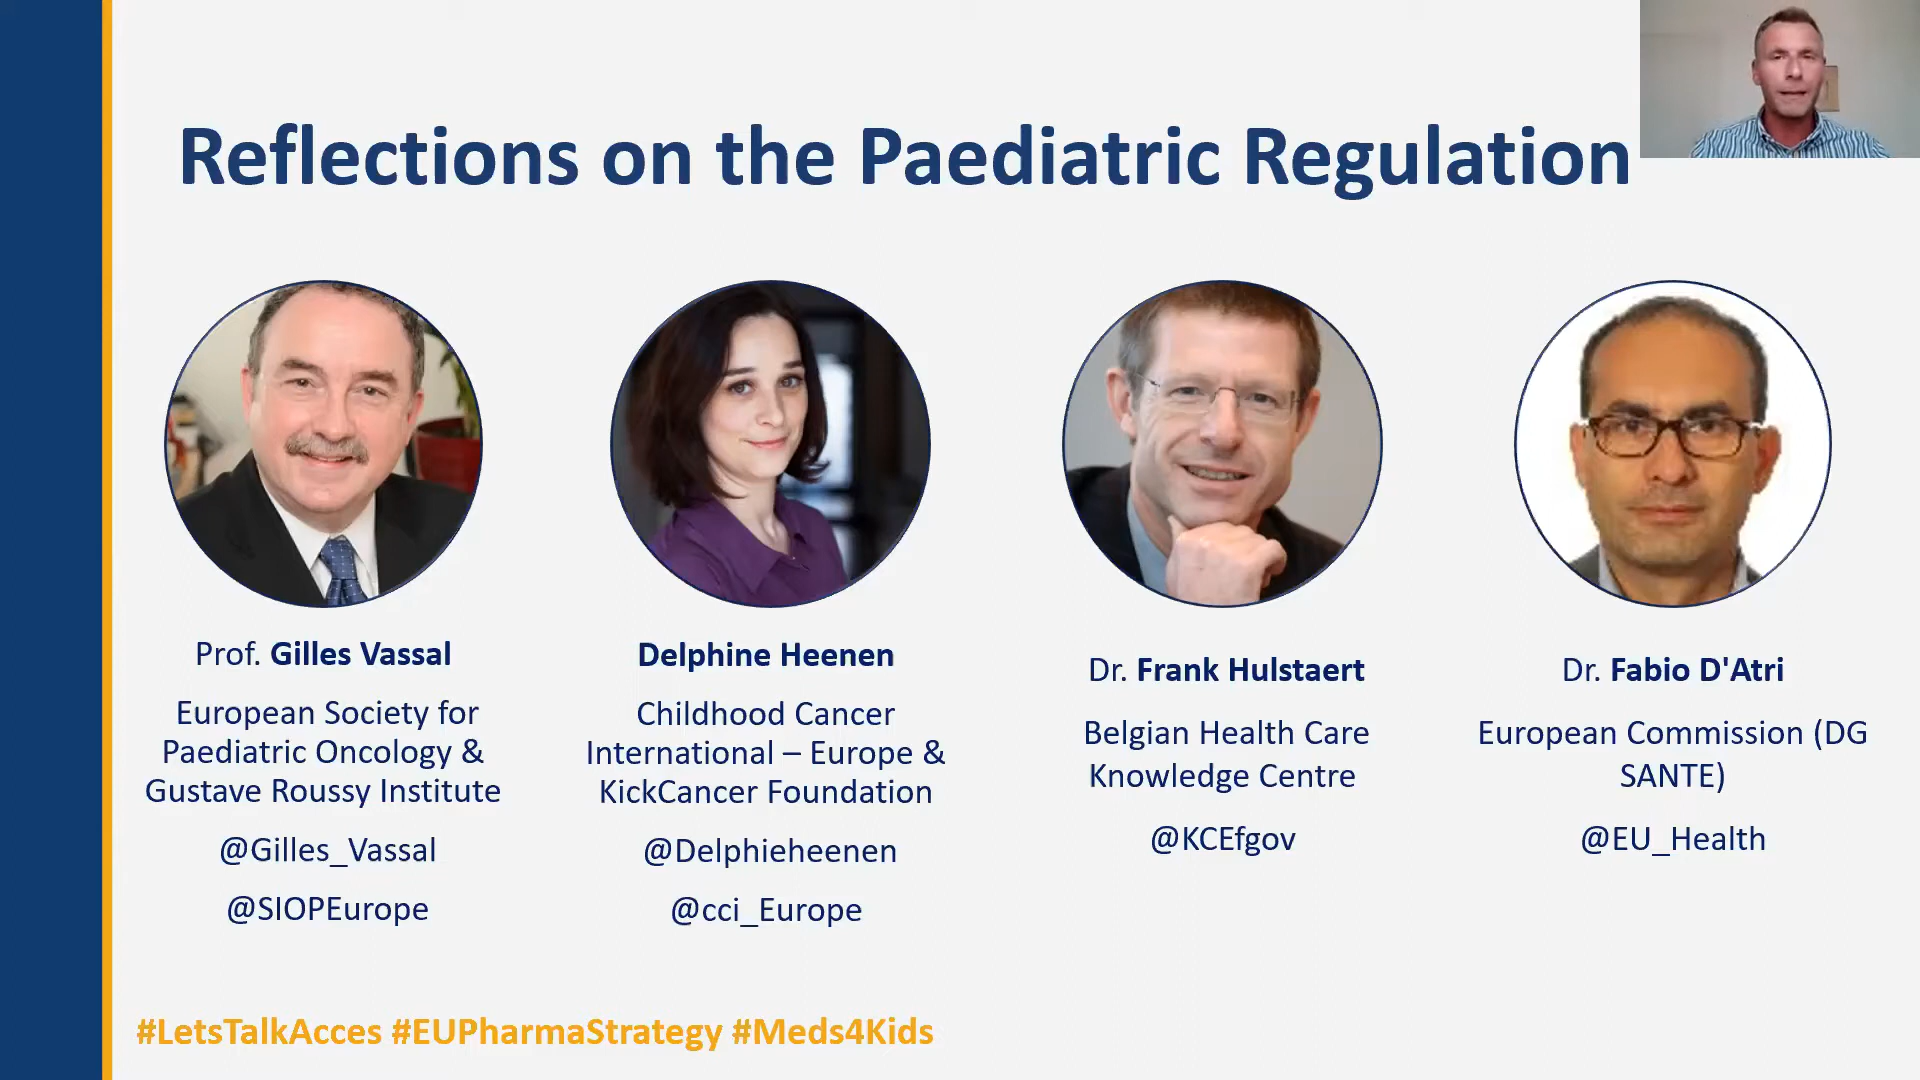 Reflections on the Paediatric Regulation
Prof. Gilles Vassal
European Society for
Paediatric Oncology &
Gustave Roussy Institute
@Gilles_Vassal
@SIOPEurope
Delphine Heenen
Childhood Cancer
International – Europe &
KickCancer Foundation
@Delphieheenen
@cci_Europe
Dr. Frank Hulstaert
Belgian Health Care
Knowledge Centre
@KCEfgov
Dr. Fabio D'Atri
European Commission (DG
SANTE)
@EU_Health
#LetsTalkAcces #EUPharmaStrategy #Meds4Kids